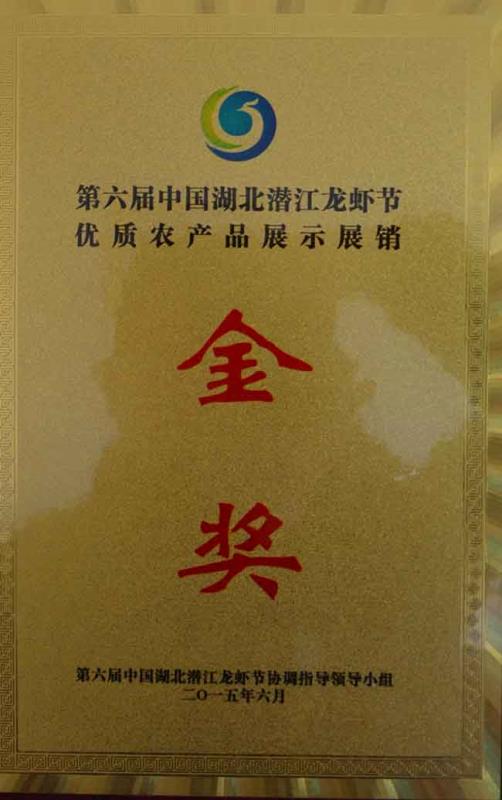 第六届中国湖北潜江龙虾节
优质农产品展示展销
金
奖
第六届中国湖北潜江龙虾节协调指导领导小组
二〇一五年六月